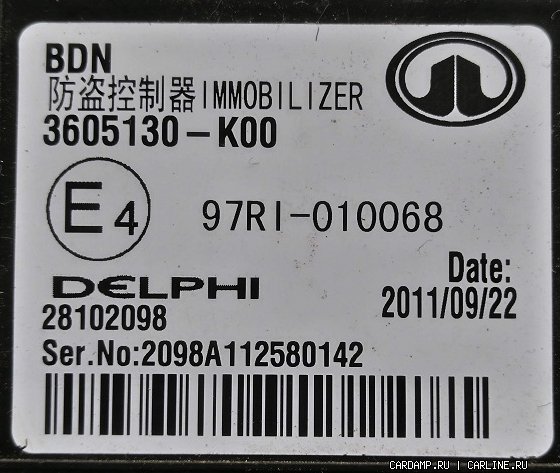 BDN
防盗控制器IMMOBILIZER
3605130-K00
E4 97RI-010068
DELPHI Date:
28102098 2011/09/22
Ser.No:2098A112580142
CARDAMP.RU | CARLINE.RU